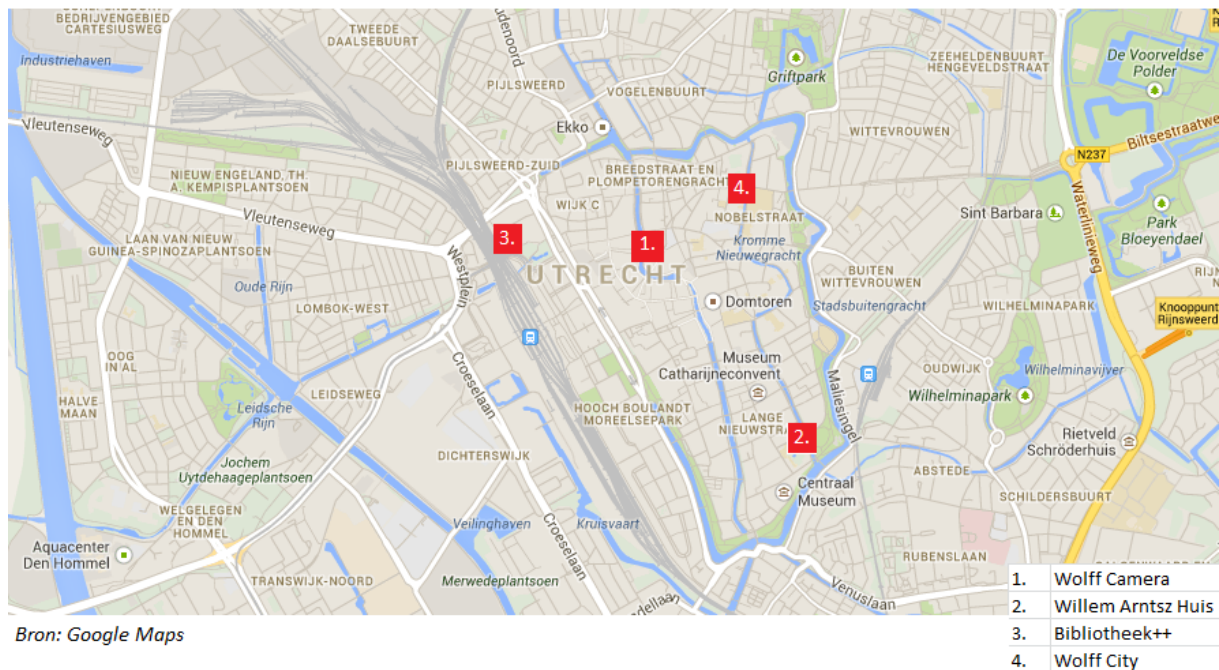 BEDRIJVENGEBIED
CARTESIUSWEG
TWEEDE
DAALSEBUURT
Industriehaven
Vleutenseweg
PIJLSWEERD
VOGELENBUURT
Griftpark
ZEEHELDENBUURT
HENGEVELDSTRAAT
De Voorveldse
Polder
Ekko
WITTEVROUWEN
Biltsestraatwe
N237
PIJLSWEERD-ZUID
BREEDSTRAAT EN
PLOMPETORENGRACHT
4.
NIEUW ENGELAND, TH.
A. KEMPISPLANTSOEN
WIJK C
NOBELSTRAAT
Sint Barbara
Waterlinieweg
Park
Bloeyendael
Vleutenseweg
3.
1.
LAAN VAN NIEUW
GUINEA-SPINOZAPLANTSOEN
Westplein
UTRECHT
Kromme
Nieuwegracht
BUITEN
WITTEVROUWEN
RIJN
Oude Rijn
LOMBOK-WEST
Domtoren
Stadsbuitengracht
WILHELMINAPARK
Knooppunt
Rijnsweerd
OOG
IN AL
Croeselaan
Museum
Catharijneconvent
Maliesingel
OUDWIJK
Wilhelminavijver
HALVE
MAAN
LEIDSEWEG
Leidsche
Rijn
HOOCH BOULANDT
MOREELSEPARK
LANGE
NIEUWSTRA
2.
Wilhelminapark
Rietveld
Schröderhuis
DICHTERSWIJK
Jochem
Uytdehaageplantsoen
Centraal
Museum
ABSTEDE
SCHILDERSBUURT
WELGELEGEN
EN DEN
HOMMEL
Veilinghaven
Croeselaan
Kruisvaart
Aquacenter
Den Hommel
TRANSWIJK-NOORD
Merwedeplantsoen
Venuslaan
RUBENSLAAN
1. Wolff Camera
2. Willem Arntsz Huis
3. Bibliotheek++
4. Wolff City
Bron: Google Maps